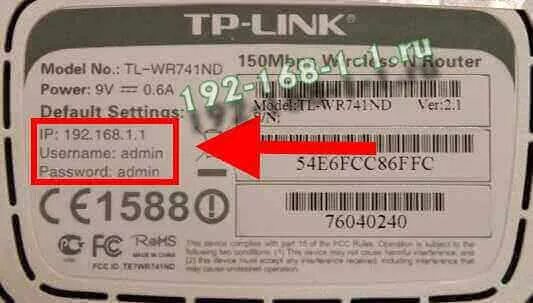 TP-LINK
150Mbps Wireless N Router
Model No.: TL-WR741ND
Power: 9V ⎓ 0.6A
192-168-1-1.ru
Default Settings:
Model:TL-WR741ND Ver:2.1
S/N:
IP: 192.168.1.1
Username: admin
Password: admin
54E6FCC86FFC
CE1588
76040240
FC RoHS
FCC ID: TE7WR741ND
This device complies with part 15 of the FCC Rules. Operation is subject to the
following two conditions: (1) This device may not cause harmful interference, and
(2) this device must accept any interference received, including interference that
may cause undesired operation.